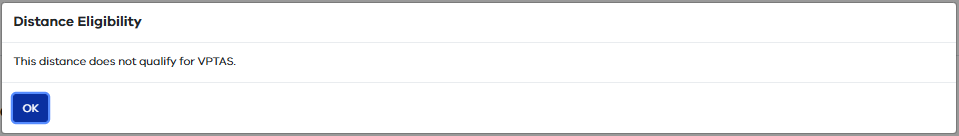 Distance Eligibility
This distance does not qualify for VPTAS.
OK